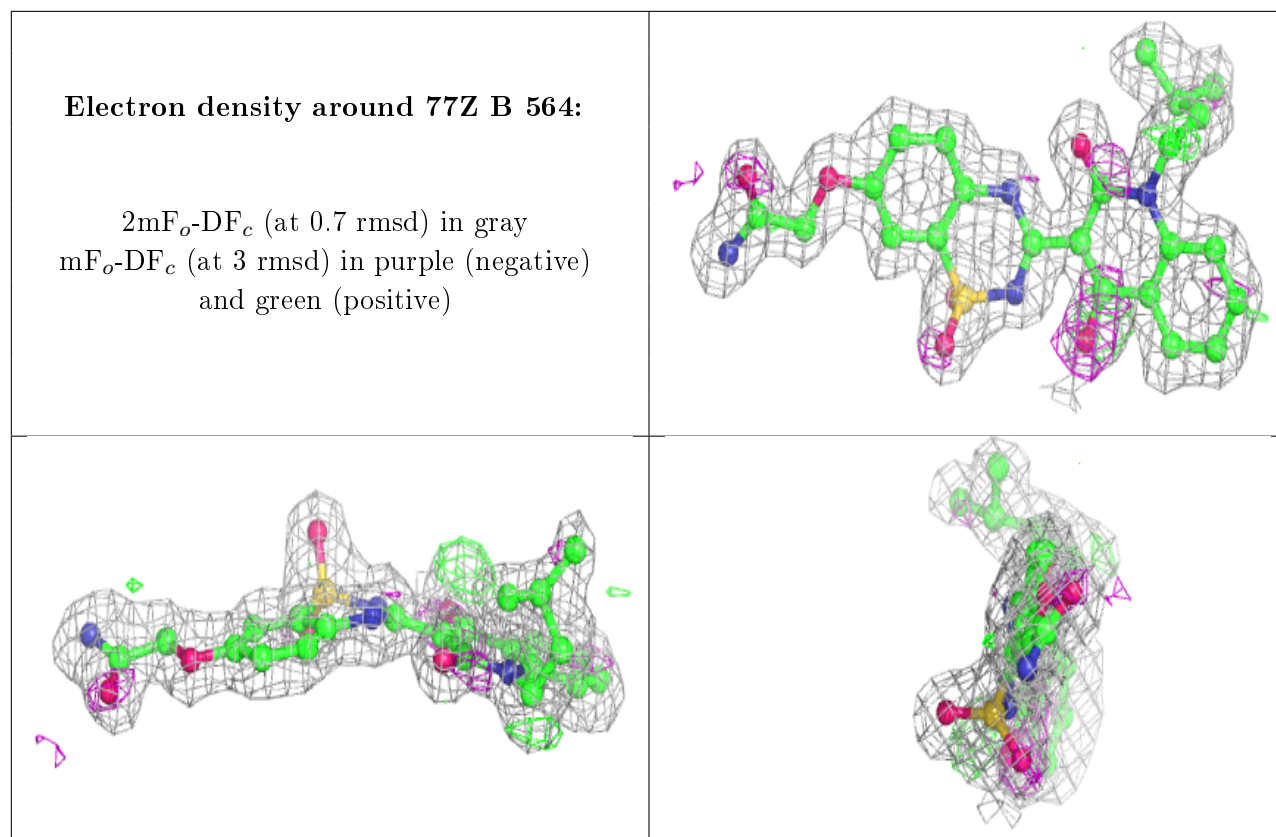 Electron density around 77Z B 564:
2mFo-DFc (at 0.7 rmsd) in gray
mFo-DFc (at 3 rmsd) in purple (negative)
and green (positive)